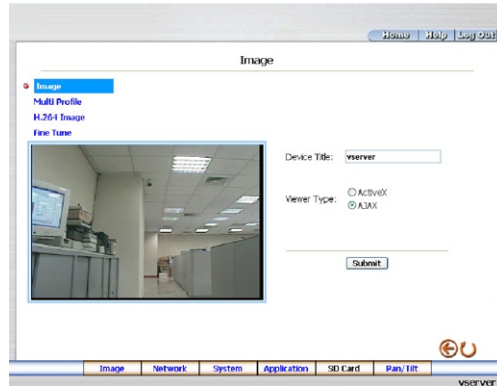 Home Help Log Out
Image
Image
Multi Profile
H.264 Image
Fine Tune
Device Title: vserver
Viewer Type: ActiveX
AJAX
Submit
Image Network System Application SD Card Pan/Tilt
vserver